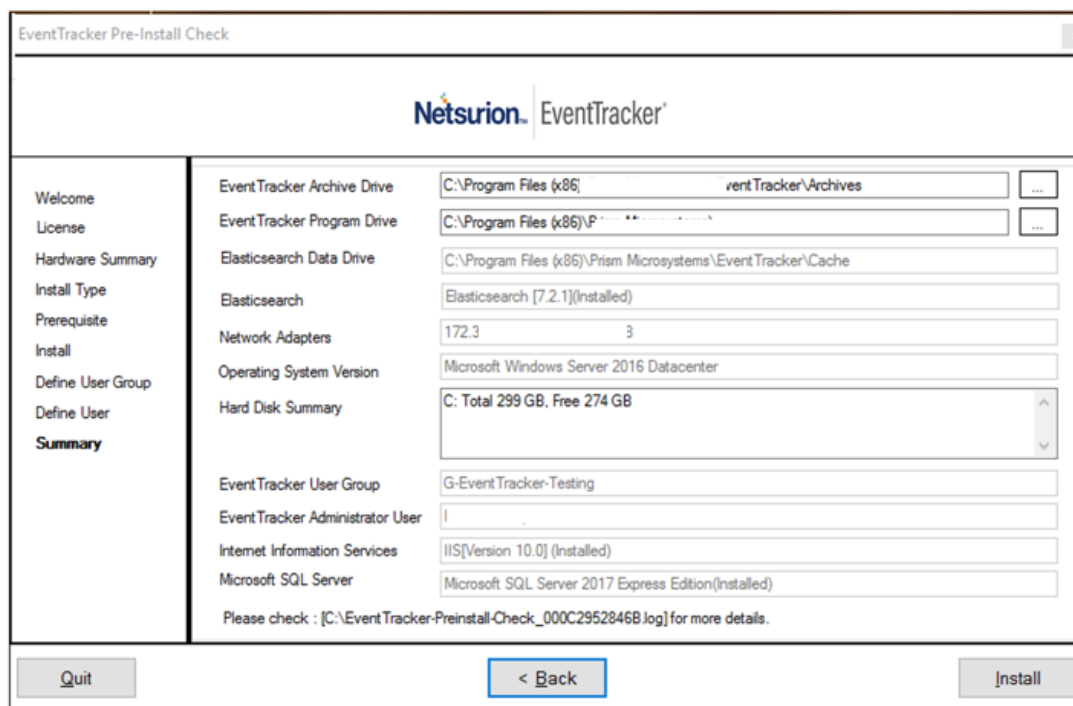 EventTracker Pre-Install Check
Netsurion™ EventTracker®
Welcome
License
Hardware Summary
Install Type
Prerequisite
Install
Define User Group
Define User
Summary
EventTracker Archive Drive C:\Program Files (x86) EventTracker\Archives ...
EventTracker Program Drive C:\Program Files (x86)\Prism Microsystems\ ...
Elasticsearch Data Drive C:\Program Files (x86)\Prism Microsystems\EventTracker\Cache
Elasticsearch Elasticsearch [7.2.1](Installed)
Network Adapters 172.3
Operating System Version Microsoft Windows Server 2016 Datacenter
Hard Disk Summary C: Total 299 GB, Free 274 GB
EventTracker User Group G-EventTracker-Testing
EventTracker Administrator User
Internet Information Services IIS[Version 10.0] (Installed)
Microsoft SQL Server Microsoft SQL Server 2017 Express Edition(Installed)
Please check : [C:\EventTracker-Preinstall-Check_000C2952846B.log] for more details.
Quit < Back Install